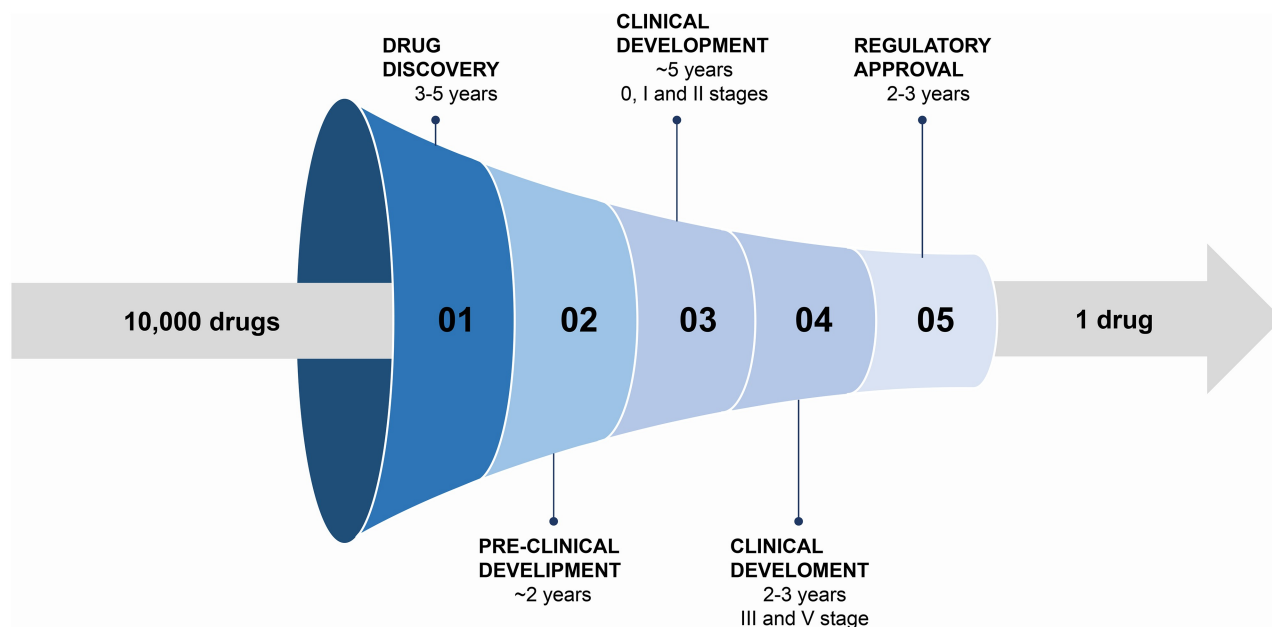 DRUG
DISCOVERY
3-5 years
CLINICAL
DEVELOPMENT
~5 years
0, I and II stages
REGULATORY
APPROVAL
2-3 years
10,000 drugs
01
02
03
04
05
1 drug
PRE-CLINICAL
DEVELIPMENT
~2 years
CLINICAL
DEVELOMENT
2-3 years
III and V stage